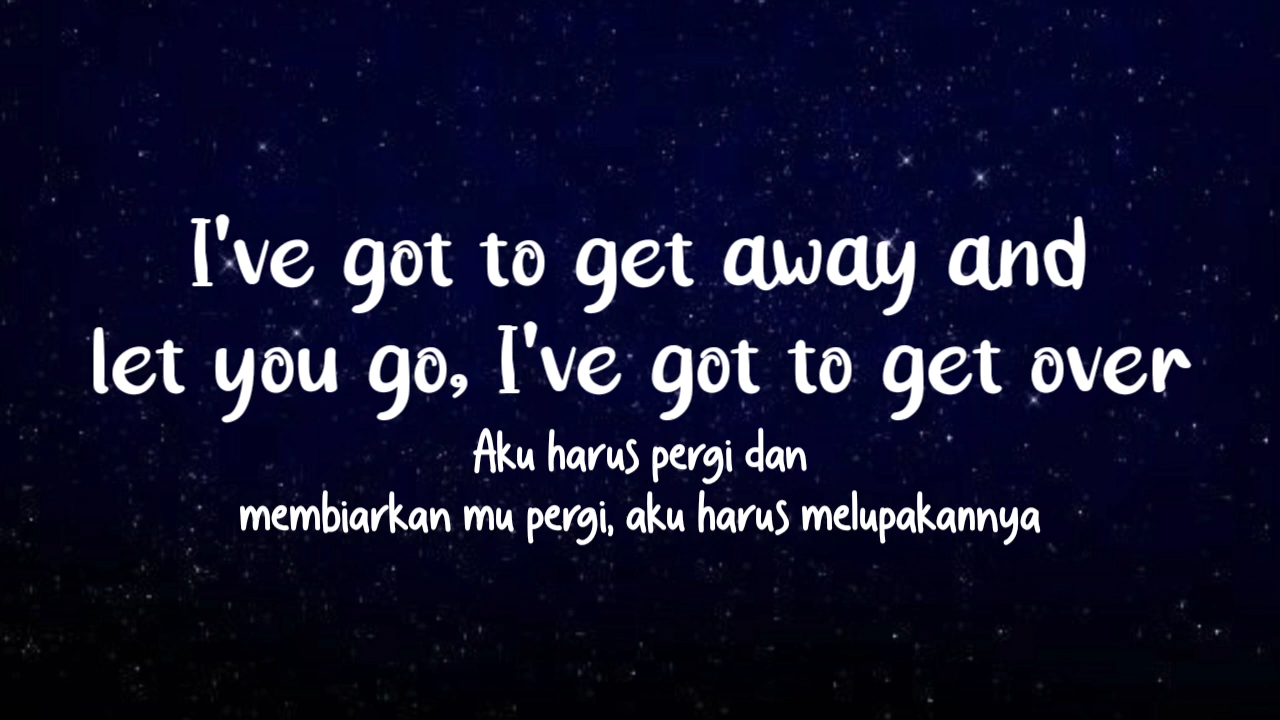 I've got to get away and
let you go, I've got to get over
Aku harus pergi dan
membiarkan mu pergi, aku harus melupakannya